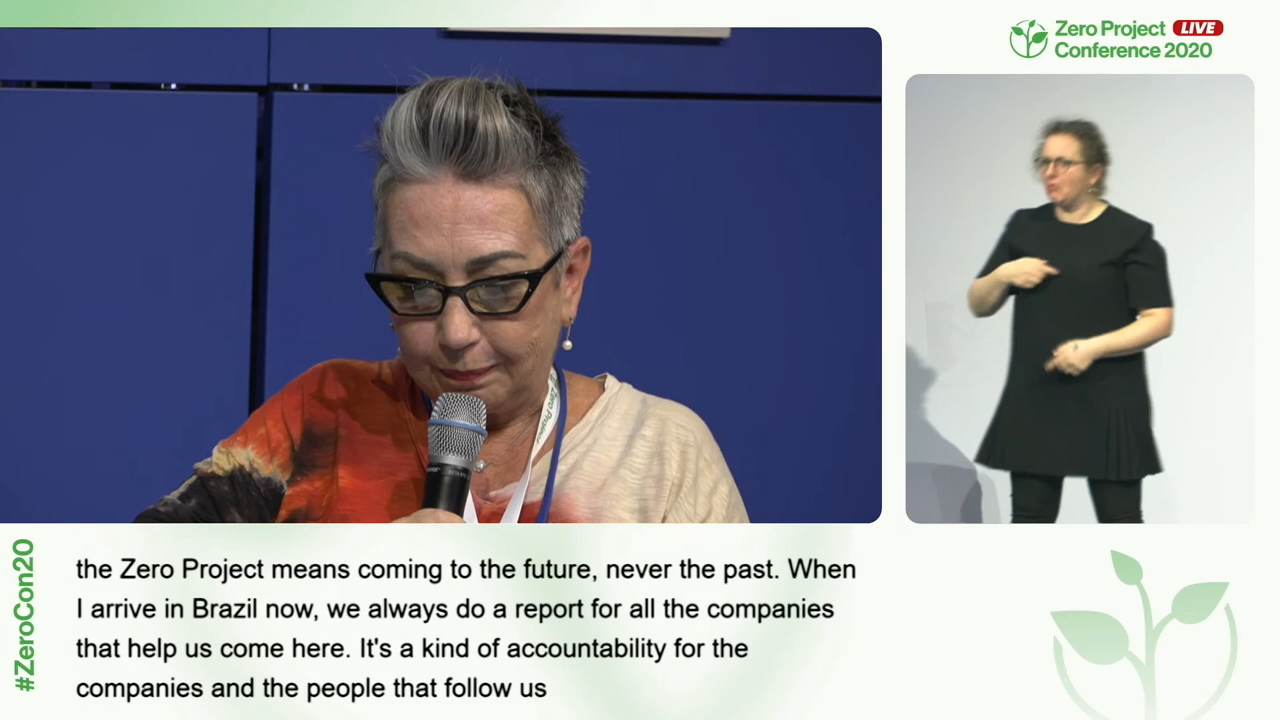 Zero Project LIVE
Conference 2020
Zero Project
#ZeroCon20
the Zero Project means coming to the future, never the past. When
I arrive in Brazil now, we always do a report for all the companies
that help us come here. It's a kind of accountability for the
companies and the people that follow us